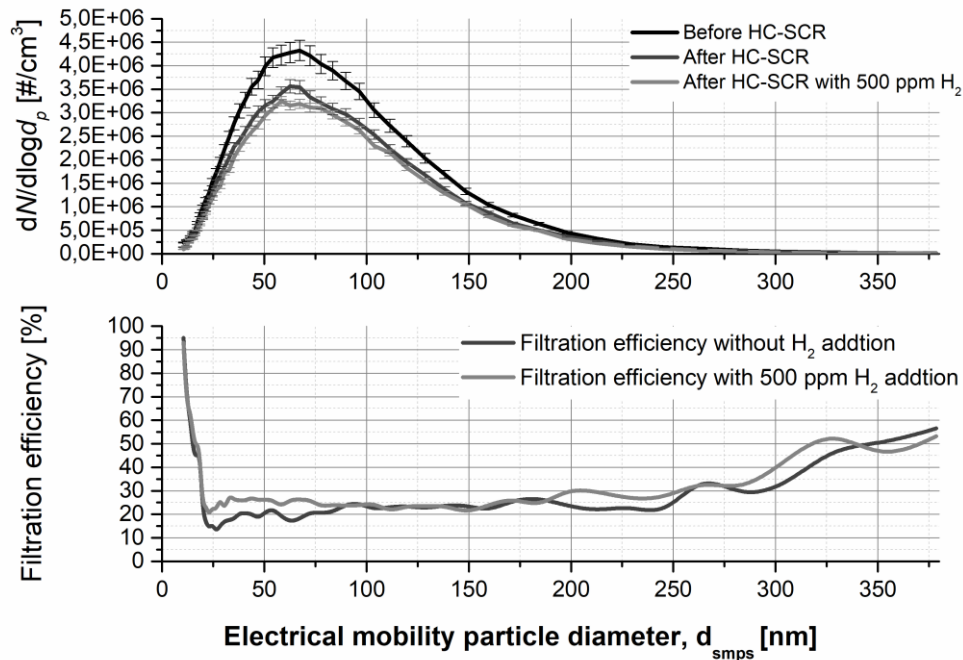 5,0E+06
4,5E+06
4,0E+06
3,5E+06
3,0E+06
2,5E+06
2,0E+06
1,5E+06
1,0E+06
5,0E+05
0,0E+00
dN/dlogdₚ [#/cm³]
Before HC-SCR
After HC-SCR
After HC-SCR with 500 ppm H₂
0 50 100 150 200 250 300 350
100
90
80
70
60
50
40
30
20
10
0
Filtration efficiency [%]
Filtration efficiency without H₂ addtion
Filtration efficiency with 500 ppm H₂ addtion
0 50 100 150 200 250 300 350
Electrical mobility particle diameter, d_smps [nm]